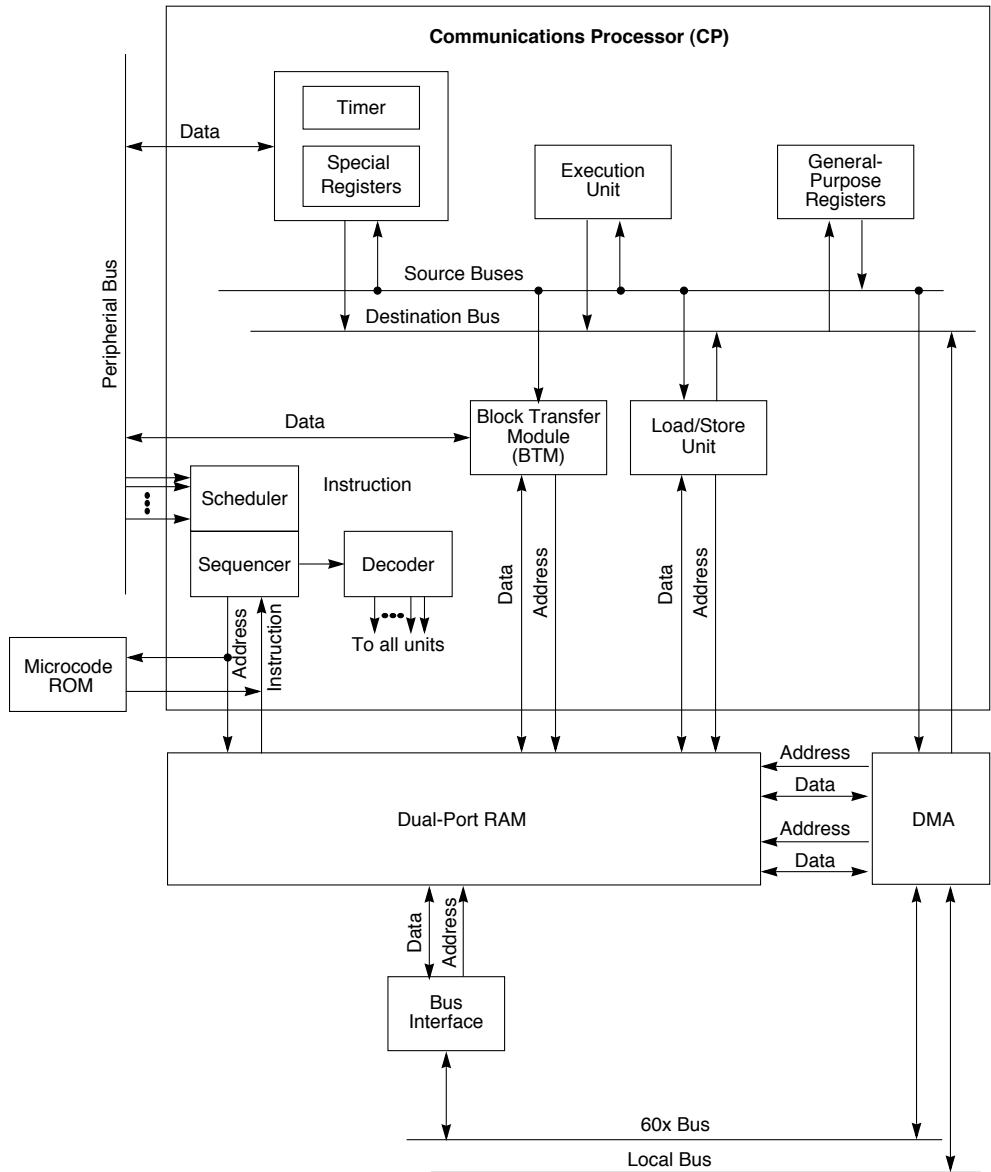 Communications Processor (CP)
Timer
Data
Special
Registers
Execution
Unit
General-
Purpose
Registers
Peripherial Bus
Source Buses
Destination Bus
Data
Block Transfer
Module
(BTM)
Load/Store
Unit
Scheduler
Instruction
Sequencer
Decoder
Data
Address
Data
Address
Address
Instruction
To all units
Microcode
ROM
Dual-Port RAM
Address
Data
Address
Data
DMA
Data
Address
Bus
Interface
60x Bus
Local Bus